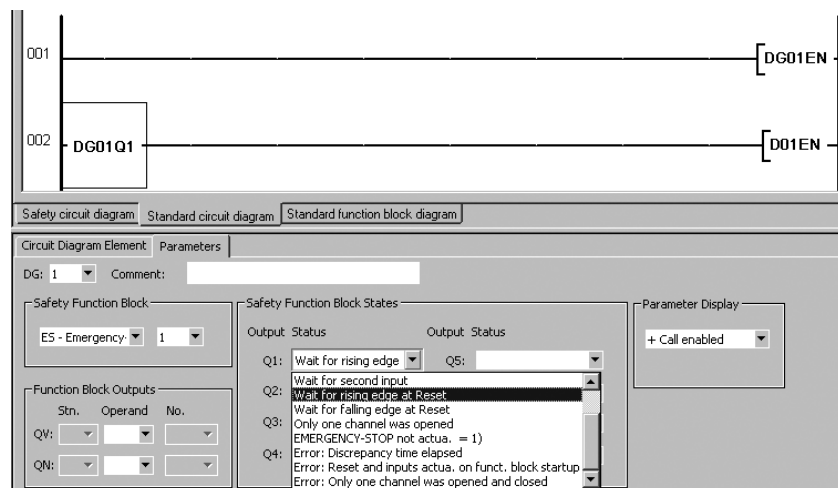 001
DG01EN
002
DG01Q1
D01EN
Safety circuit diagram
Standard circuit diagram
Standard function block diagram
Circuit Diagram Element
Parameters
DG: 1
Comment:
Safety Function Block
ES - Emergency-
1
Safety Function Block States
Output Status
Output Status
Q1: Wait for rising edge
Q5:
Q2:
Q3:
Q4:
Wait for second input
Wait for rising edge at Reset
Wait for falling edge at Reset
Only one channel was opened
EMERGENCY-STOP not actua. = 1)
Error: Discrepancy time elapsed
Error: Reset and inputs actua. on funct. block startup
Error: Only one channel was opened and closed
Parameter Display
+ Call enabled
Function Block Outputs
Stn. Operand No.
QV:
QN: